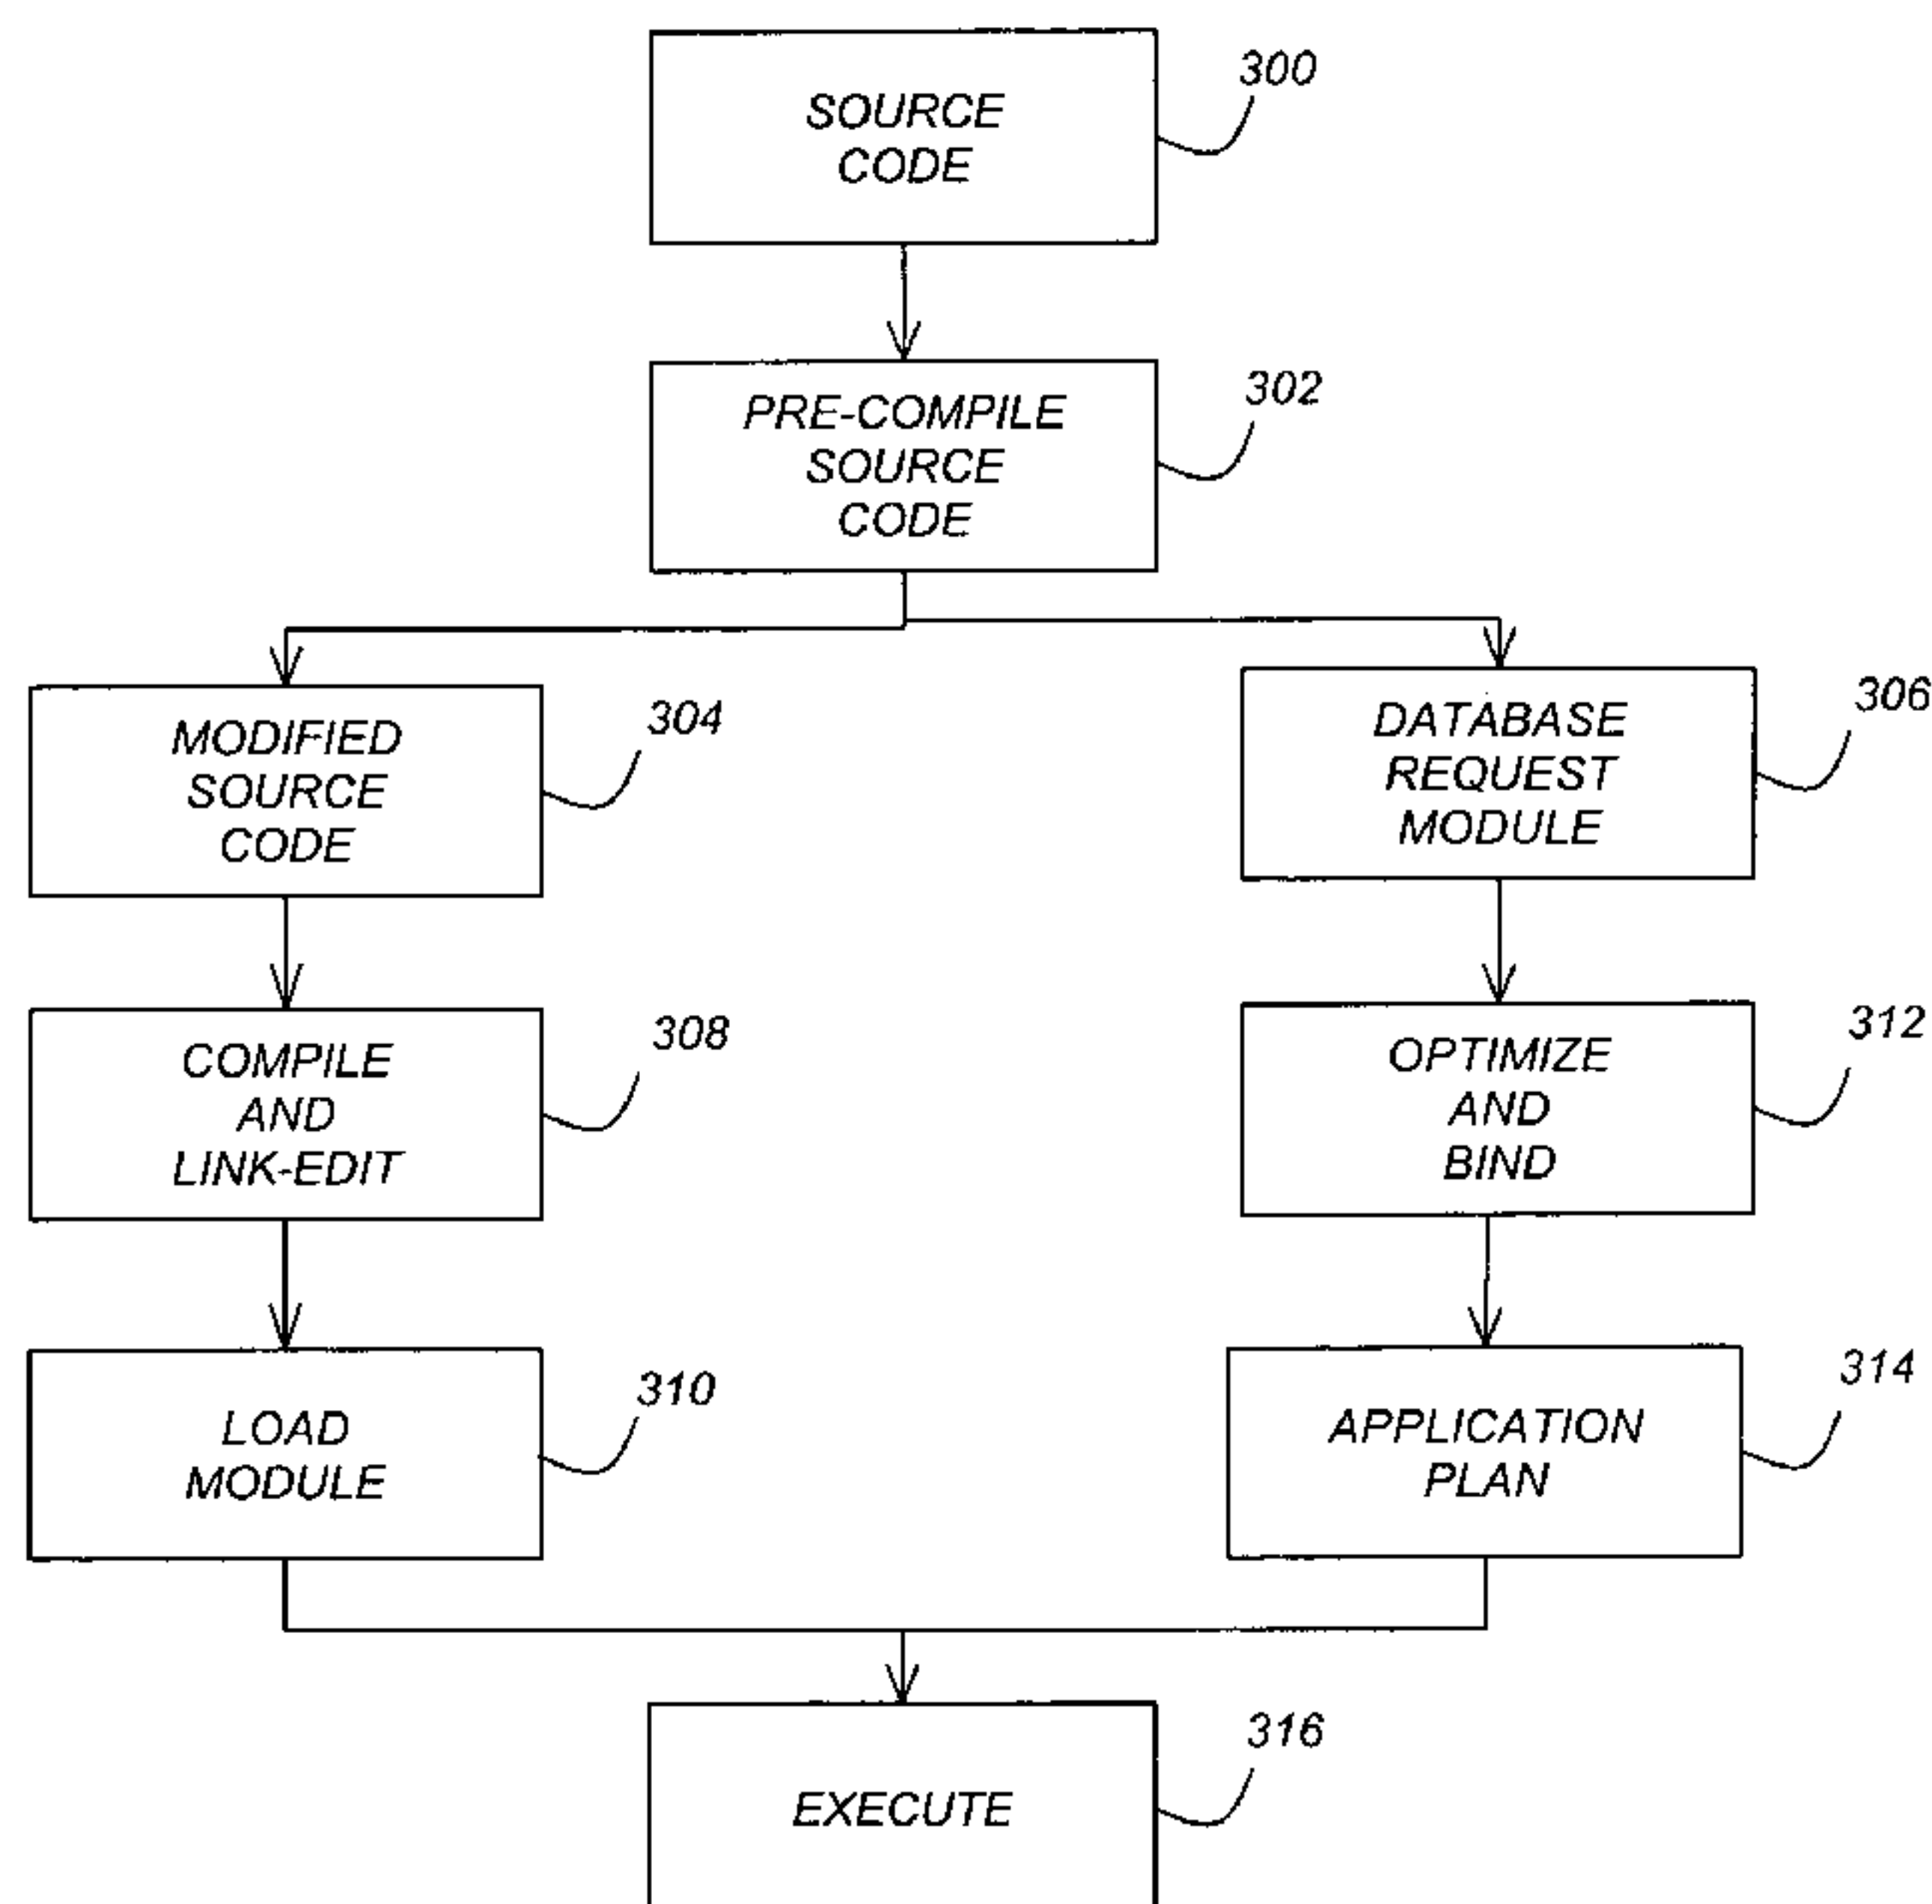 SOURCE
CODE
300
PRE-COMPILE
SOURCE
CODE
302
MODIFIED
SOURCE
CODE
304
DATABASE
REQUEST
MODULE
306
COMPILE
AND
LINK-EDIT
308
OPTIMIZE
AND
BIND
312
LOAD
MODULE
310
APPLICATION
PLAN
314
EXECUTE
316